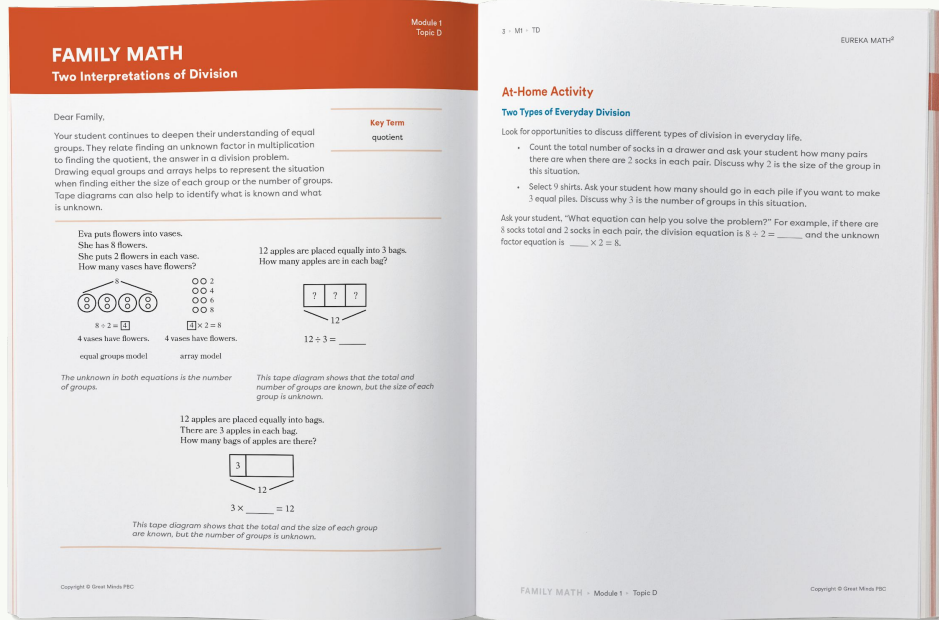 Module 1
Topic D
FAMILY MATH
Two Interpretations of Division
Dear Family,
Your student continues to deepen their understanding of equal
groups. They relate finding an unknown factor in multiplication
to finding the quotient, the answer in a division problem.
Drawing equal groups and arrays helps to represent the situation
when finding either the size of each group or the number of groups.
Tape diagrams can also help to identify what is known and what
is unknown.
Key Term
quotient
Eva puts flowers into vases.
She has 8 flowers.
She puts 2 flowers in each vase.
How many vases have flowers?
8
8 ÷ 2 = 4
4 vases have flowers.
equal groups model
2
4
6
8
4 × 2 = 8
4 vases have flowers.
array model
The unknown in both equations is the number
of groups.
12 apples are placed equally into 3 bags.
How many apples are in each bag?
? ? ?
12
12 ÷ 3 = ____
This tape diagram shows that the total and
number of groups are known, but the size of each
group is unknown.
12 apples are placed equally into bags.
There are 3 apples in each bag.
How many bags of apples are there?
3
12
3 × ____ = 12
This tape diagram shows that the total and the size of each group
are known, but the number of groups is unknown.
Copyright © Great Minds PBC
3 · M1 · TD
EUREKA MATH²
At-Home Activity
Two Types of Everyday Division
Look for opportunities to discuss different types of division in everyday life.
• Count the total number of socks in a drawer and ask your student how many pairs
there are when there are 2 socks in each pair. Discuss why 2 is the size of the group in
this situation.
• Select 9 shirts. Ask your student how many should go in each pile if you want to make
3 equal piles. Discuss why 3 is the number of groups in this situation.
Ask your student, “What equation can help you solve the problem?” For example, if there are
8 socks total and 2 socks in each pair, the division equation is 8 ÷ 2 = ____ and the unknown
factor equation is ____ × 2 = 8.
FAMILY MATH · Module 1 · Topic D
Copyright © Great Minds PBC